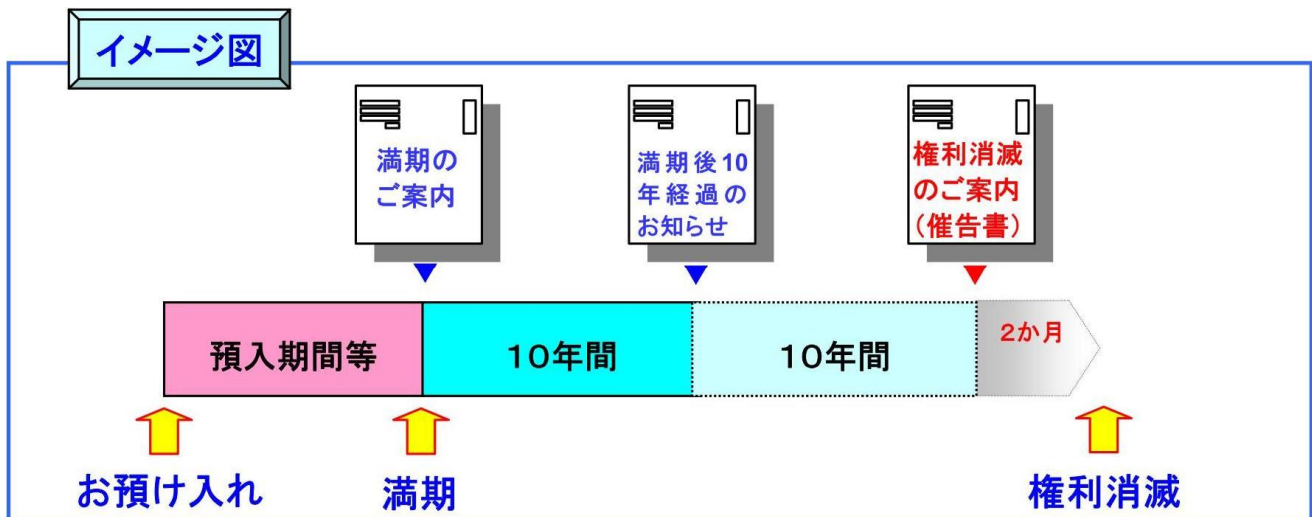 イメージ図
満期の
ご案内
満期後10
年経過の
お知らせ
権利消滅
のご案内
（催告書）
預入期間等
10年間
10年間
2か月
お預け入れ
満期
権利消滅